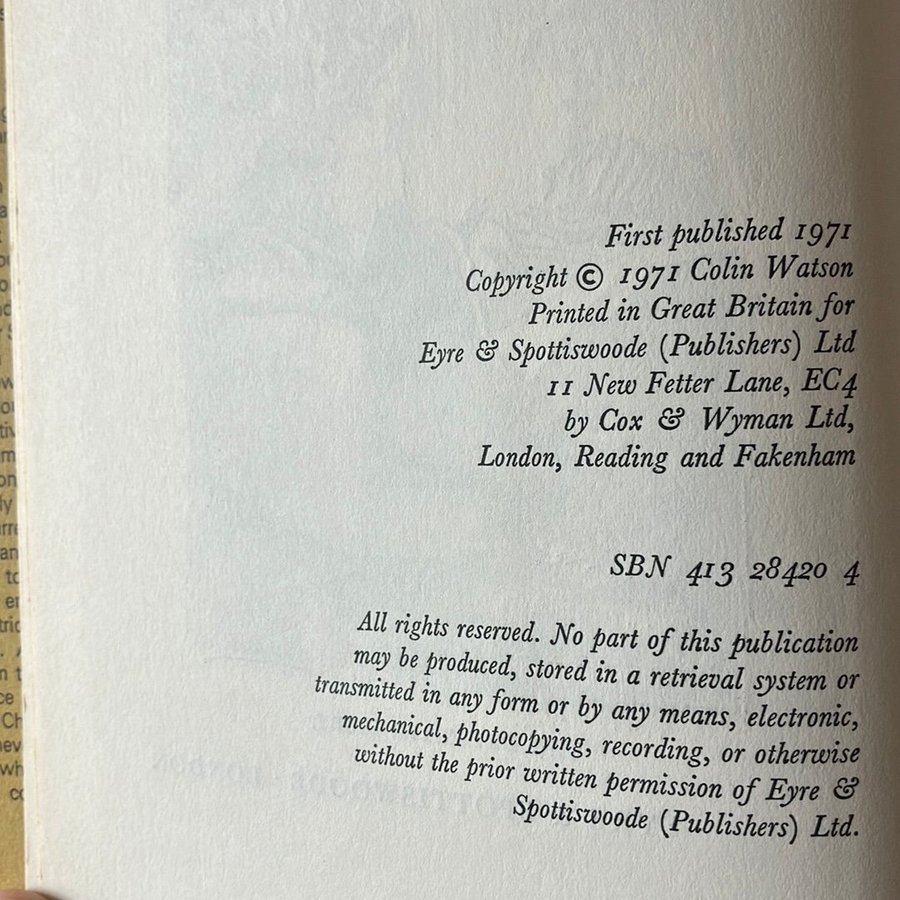 First published 1971
Copyright © 1971 Colin Watson
Printed in Great Britain for
Eyre & Spottiswoode (Publishers) Ltd
11 New Fetter Lane, EC4
by Cox & Wyman Ltd,
London, Reading and Fakenham
SBN 413 28420 4
All rights reserved. No part of this publication
may be produced, stored in a retrieval system or
transmitted in any form or by any means, electronic,
mechanical, photocopying, recording, or otherwise
without the prior written permission of Eyre &
Spottiswoode (Publishers) Ltd.